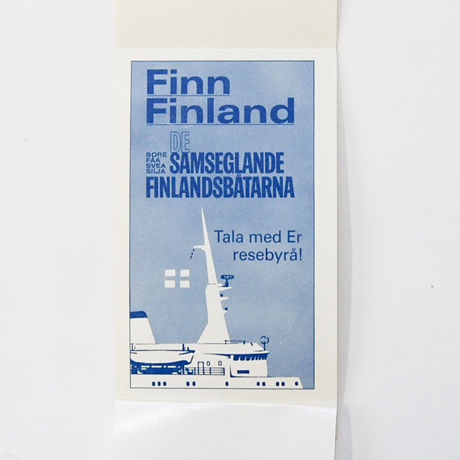 Finn
Finland
DE
BORE
FÅA
SVEA
SILJA
SAMSEGLANDE
FINLANDSBÅTARNA
Tala med Er
resebyrå!